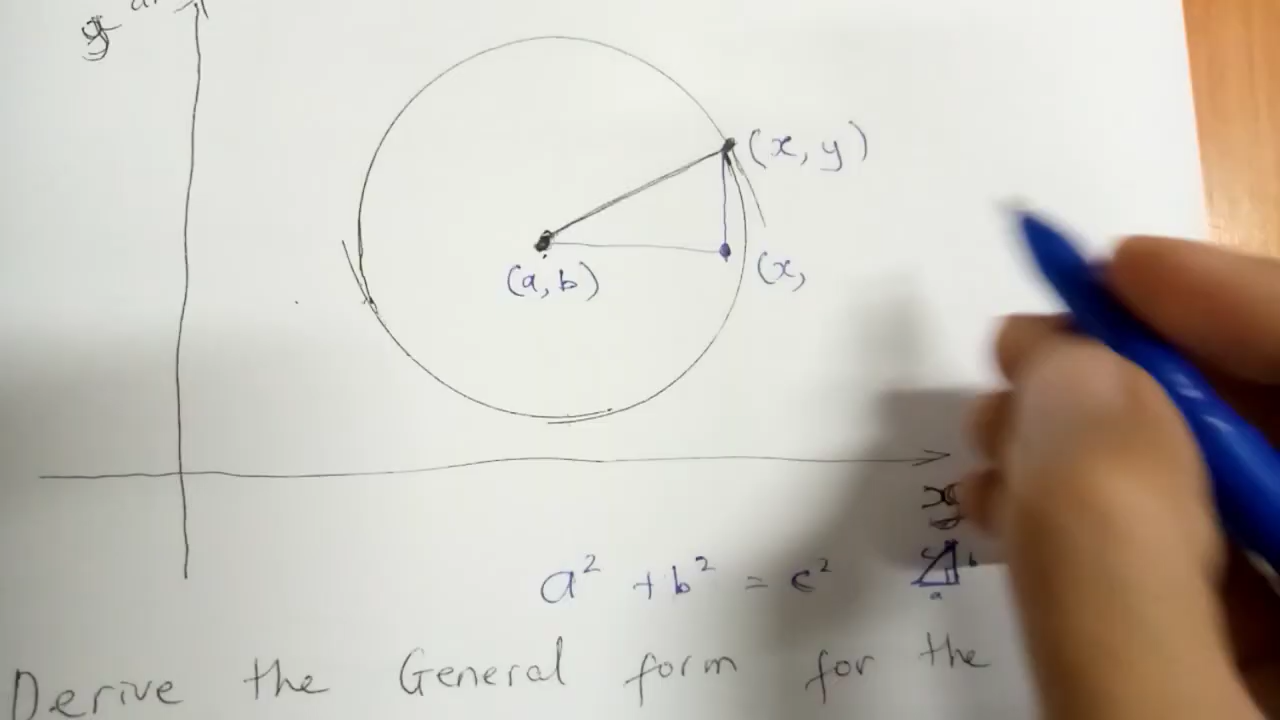 y
(x, y)
(a, b)
(x,
x
a² + b² = c²
c b
a
Derive the General form for the